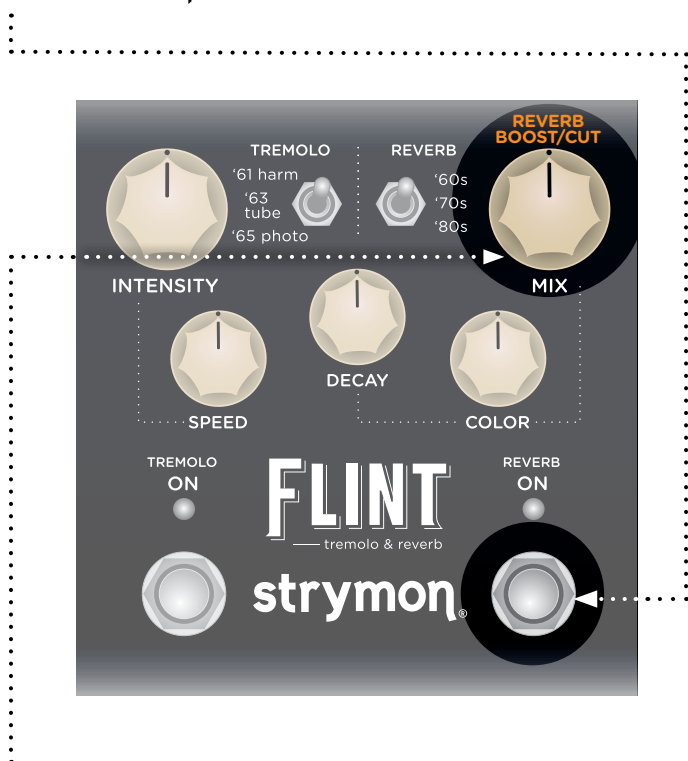 REVERB
BOOST/CUT
TREMOLO
REVERB
‘61 harm
‘63
tube
‘65 photo
‘60s
‘70s
‘80s
INTENSITY
MIX
DECAY
SPEED
COLOR
TREMOLO
ON
REVERB
ON
FLINT
tremolo & reverb
strymon®